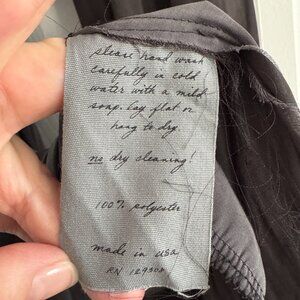 please hand wash
carefully in cold
water with a mild
soap. lay flat or
hang to dry.
no dry cleaning!
100% polyester
made in usa
RN 129302